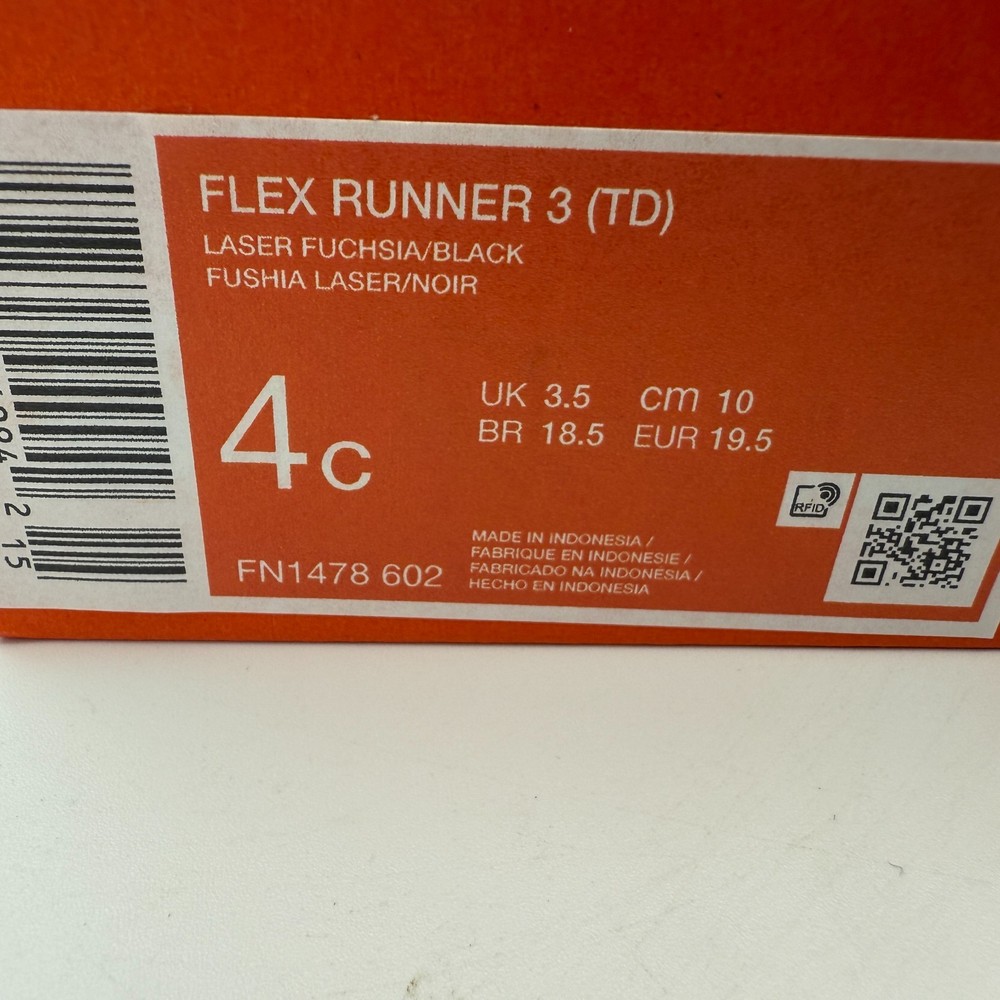 FLEX RUNNER 3 (TD)
LASER FUCHSIA/BLACK
FUSHIA LASER/NOIR
4c
UK 3.5 cm 10
BR 18.5 EUR 19.5
RFID
FN1478 602
MADE IN INDONESIA /
FABRIQUE EN INDONESIE /
FABRICADO NA INDONESIA /
HECHO EN INDONESIA
2 15